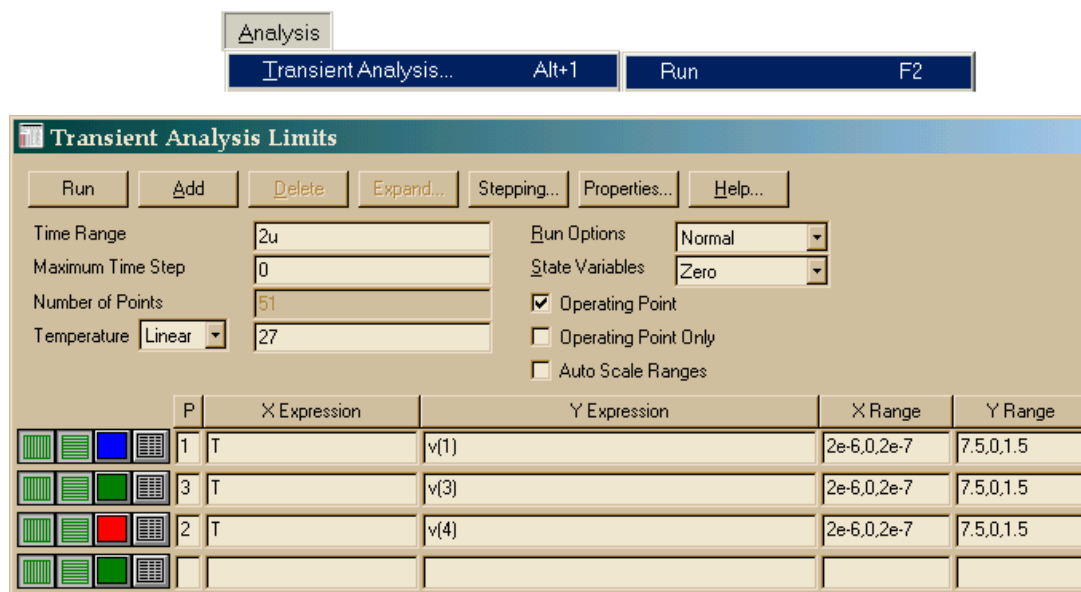 Analysis
Transient Analysis... Alt+1 Run F2
Transient Analysis Limits
Run Add Delete Expand... Stepping... Properties... Help...
Time Range 2u Run Options Normal
Maximum Time Step 0 State Variables Zero
Number of Points 51 Operating Point
Temperature Linear 27 Operating Point Only
Auto Scale Ranges
P X Expression Y Expression X Range Y Range
1 T v(1) 2e-6,0,2e-7 7.5,0,1.5
3 T v(3) 2e-6,0,2e-7 7.5,0,1.5
2 T v(4) 2e-6,0,2e-7 7.5,0,1.5